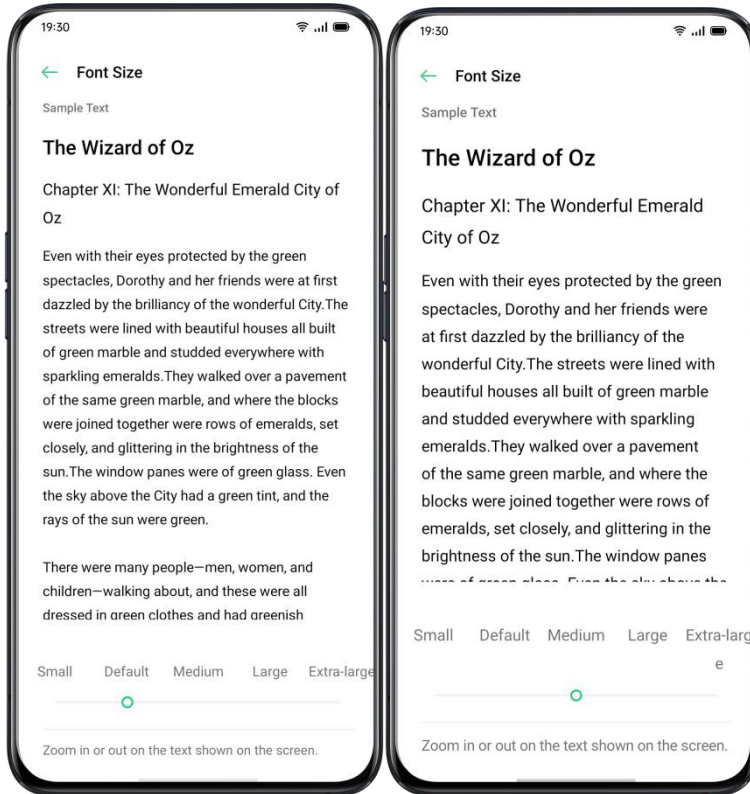 19:30
Font Size
Sample Text
The Wizard of Oz
Chapter XI: The Wonderful Emerald City of
Oz
Even with their eyes protected by the green
spectacles, Dorothy and her friends were at first
dazzled by the brilliancy of the wonderful City.The
streets were lined with beautiful houses all built
of green marble and studded everywhere with
sparkling emeralds.They walked over a pavement
of the same green marble, and where the blocks
were joined together were rows of emeralds, set
closely, and glittering in the brightness of the
sun.The window panes were of green glass. Even
the sky above the City had a green tint, and the
rays of the sun were green.
There were many people—men, women, and
children—walking about, and these were all
dressed in green clothes and had greenish
Small Default Medium Large Extra-large
Zoom in or out on the text shown on the screen.
19:30
Font Size
Sample Text
The Wizard of Oz
Chapter XI: The Wonderful Emerald
City of Oz
Even with their eyes protected by the green
spectacles, Dorothy and her friends were
at first dazzled by the brilliancy of the
wonderful City.The streets were lined with
beautiful houses all built of green marble
and studded everywhere with sparkling
emeralds.They walked over a pavement
of the same green marble, and where the
blocks were joined together were rows of
emeralds, set closely, and glittering in the
brightness of the sun.The window panes
were of green glass. Even the sky above the
Small Default Medium Large Extra-larg
e
Zoom in or out on the text shown on the screen.